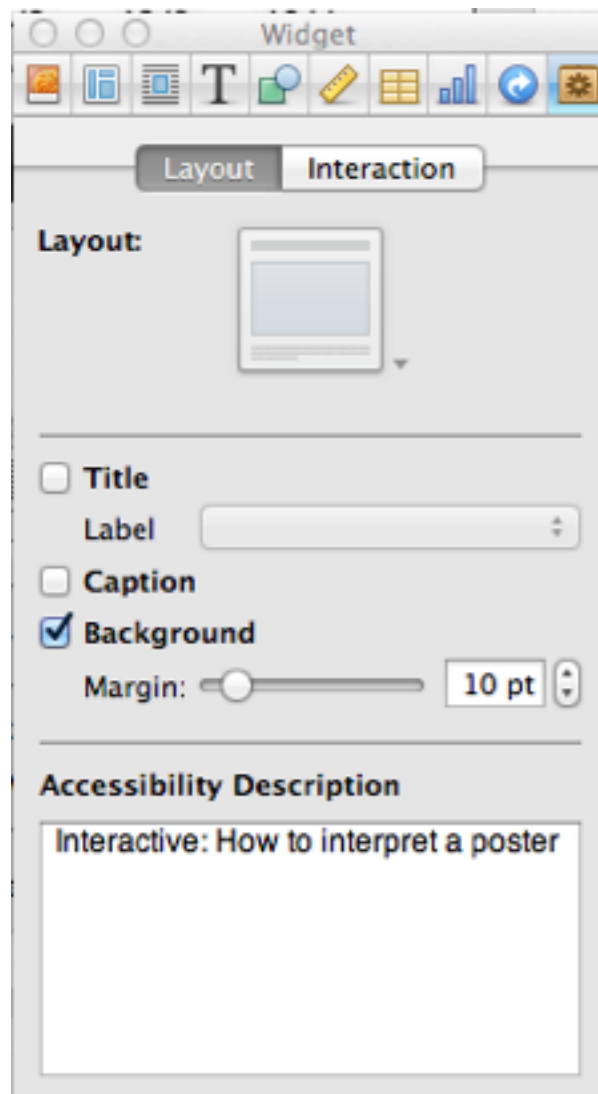 Widget
Layout Interaction
Layout:
Title
Label
Caption
Background
Margin: 10 pt
Accessibility Description
Interactive: How to interpret a poster